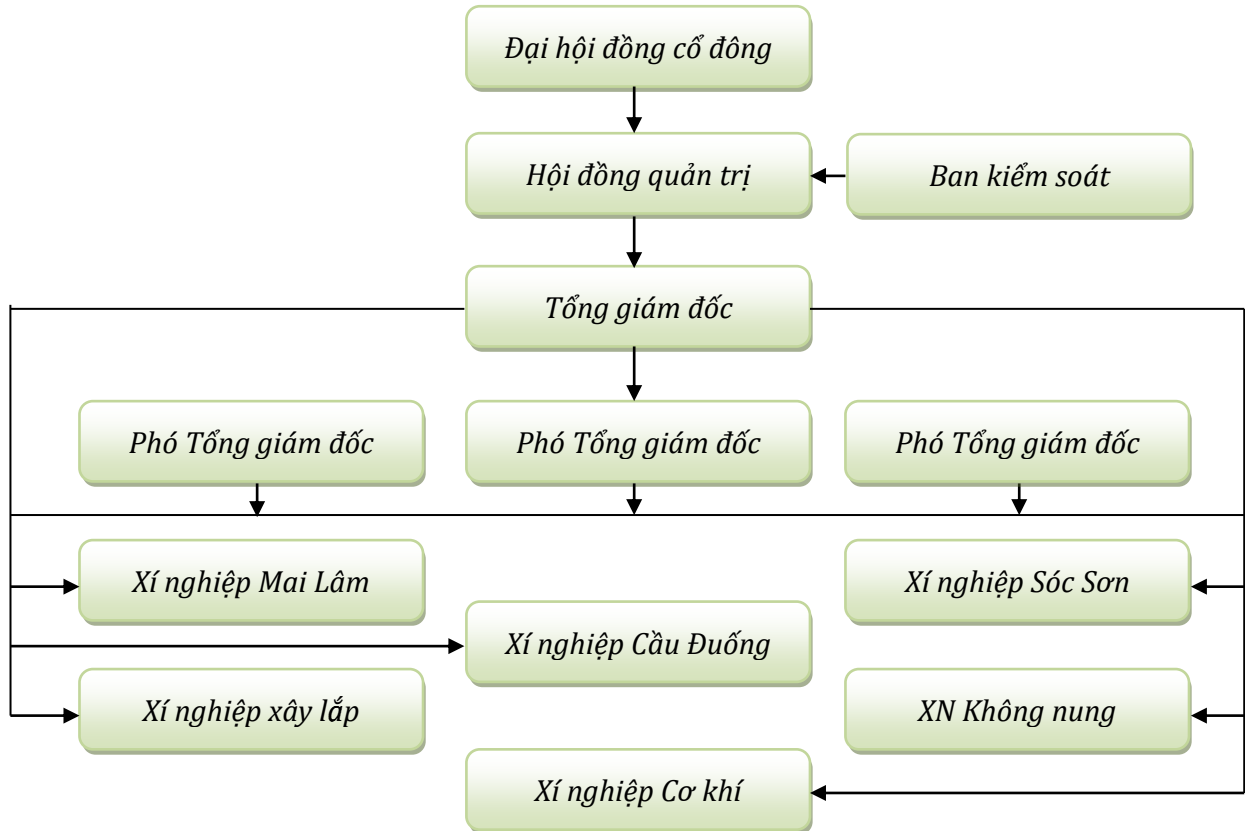 Đại hội đồng cổ đông
Hội đồng quản trị
Ban kiểm soát
Tổng giám đốc
Phó Tổng giám đốc
Phó Tổng giám đốc
Phó Tổng giám đốc
Xí nghiệp Mai Lâm
Xí nghiệp Sóc Sơn
Xí nghiệp Cầu Đuống
Xí nghiệp xây lắp
XN Không nung
Xí nghiệp Cơ khí